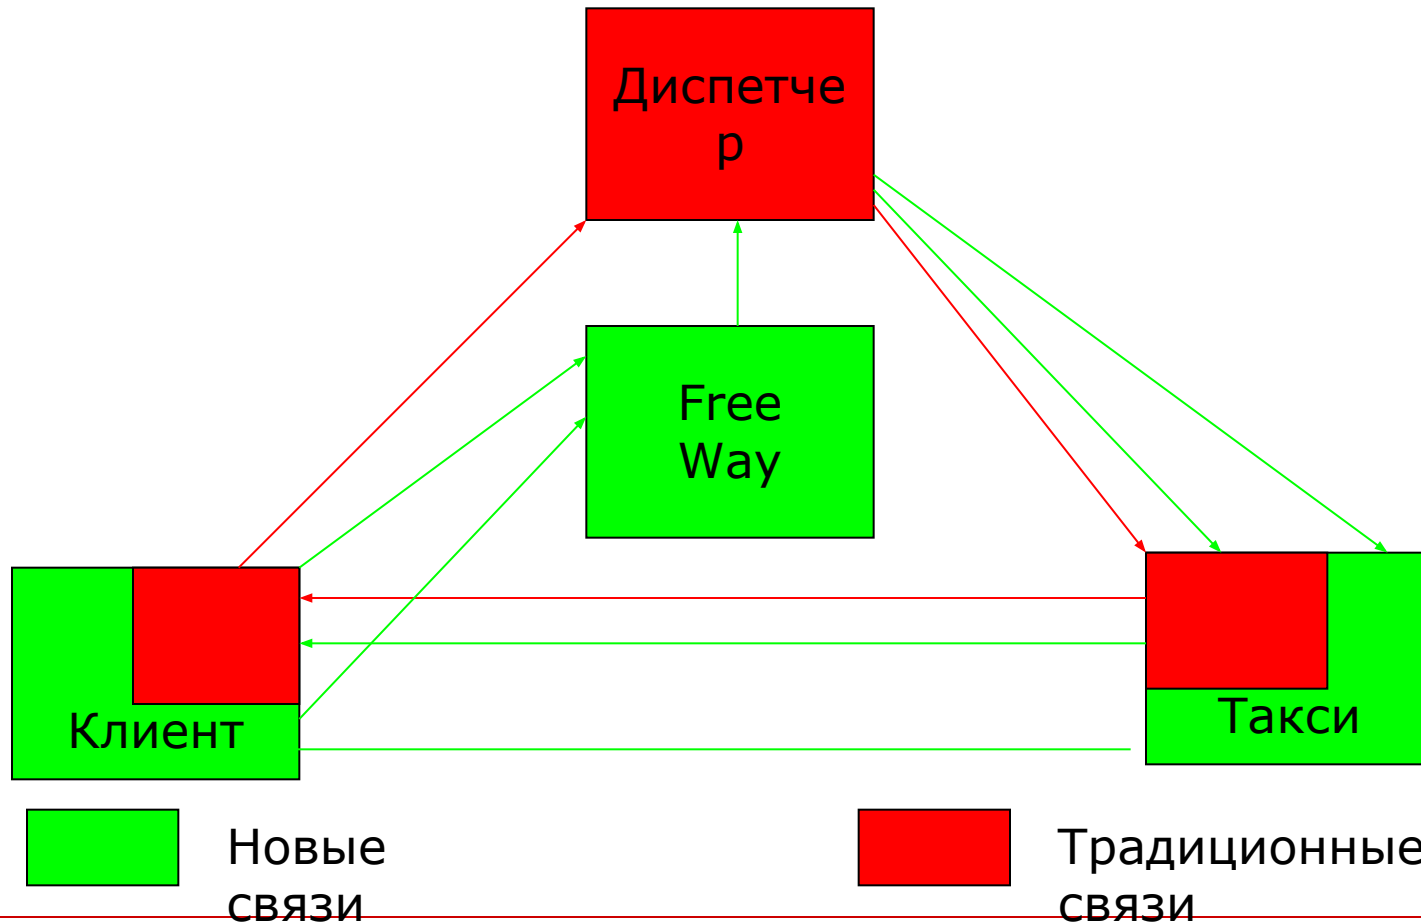 Диспетче
р
Free
Way
Клиент
Такси
Новые
связи
Традиционные
связи